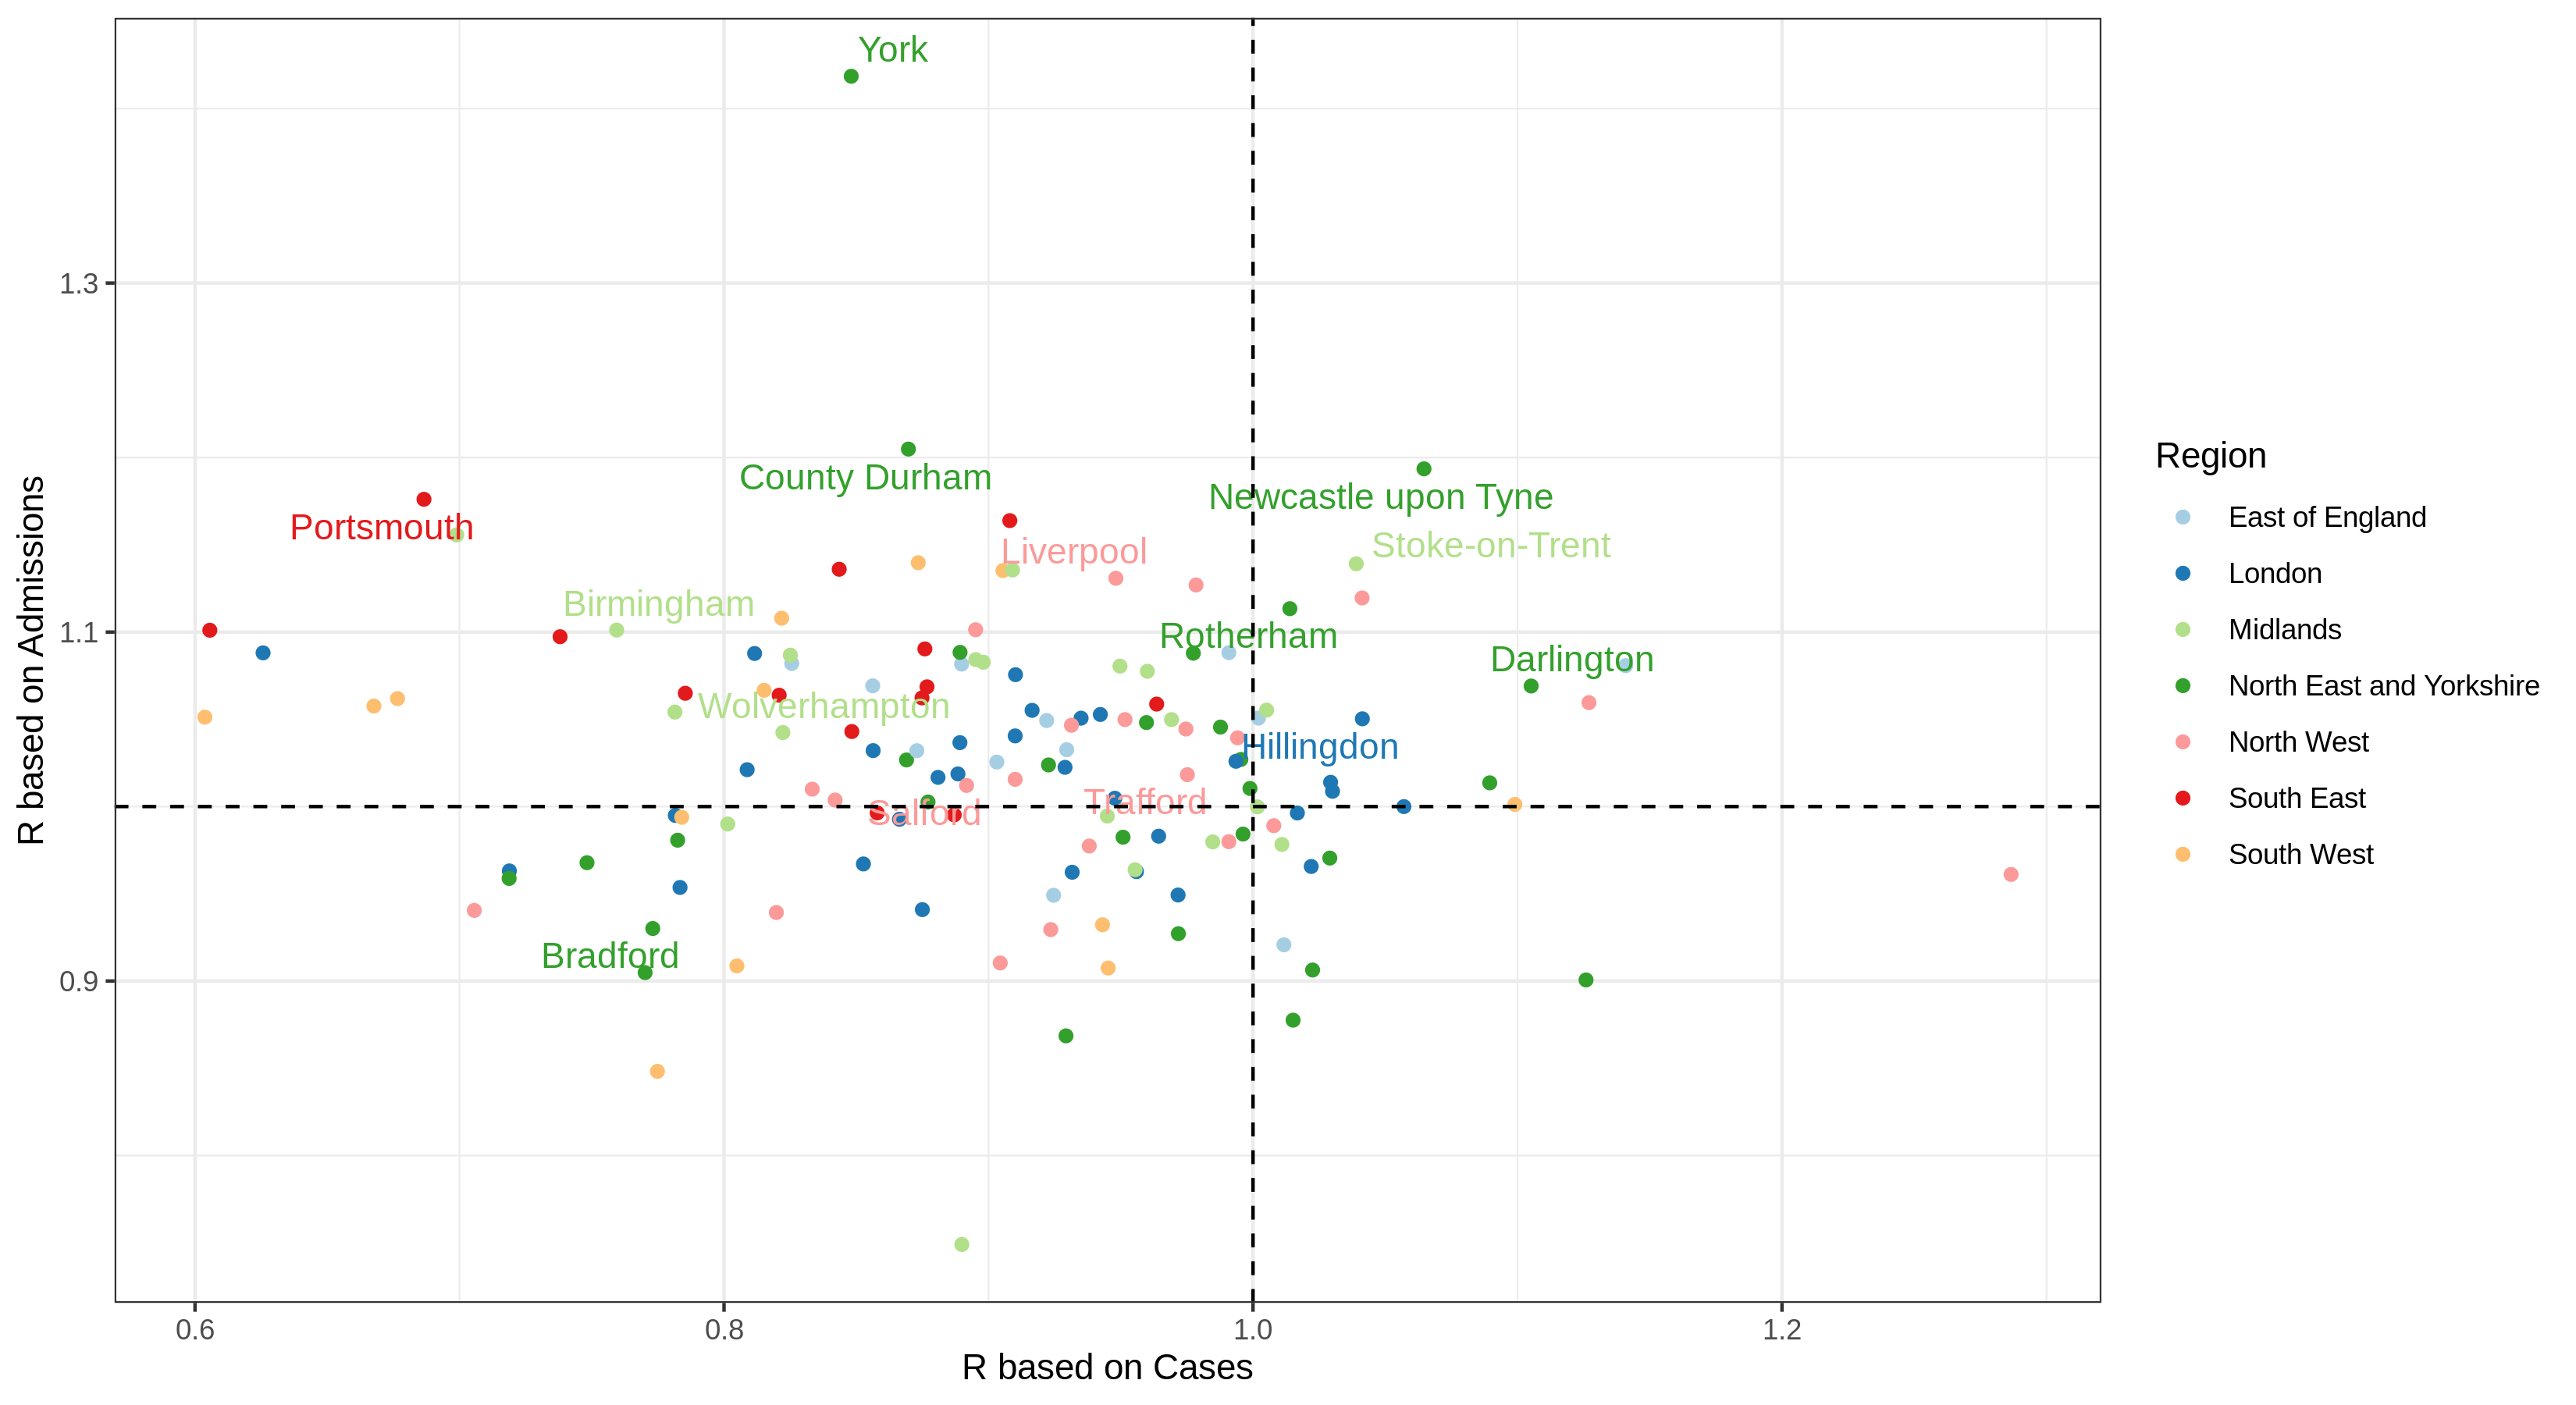 York
1.3
County Durham
Newcastle upon Tyne
Portsmouth
Liverpool
Stoke-on-Trent
Birmingham
1.1
Rotherham
Darlington
Wolverhampton
Hillingdon
Salford
Trafford
Bradford
0.9
R based on Admissions
0.6
0.8
1.0
1.2
R based on Cases
Region
East of England
London
Midlands
North East and Yorkshire
North West
South East
South West